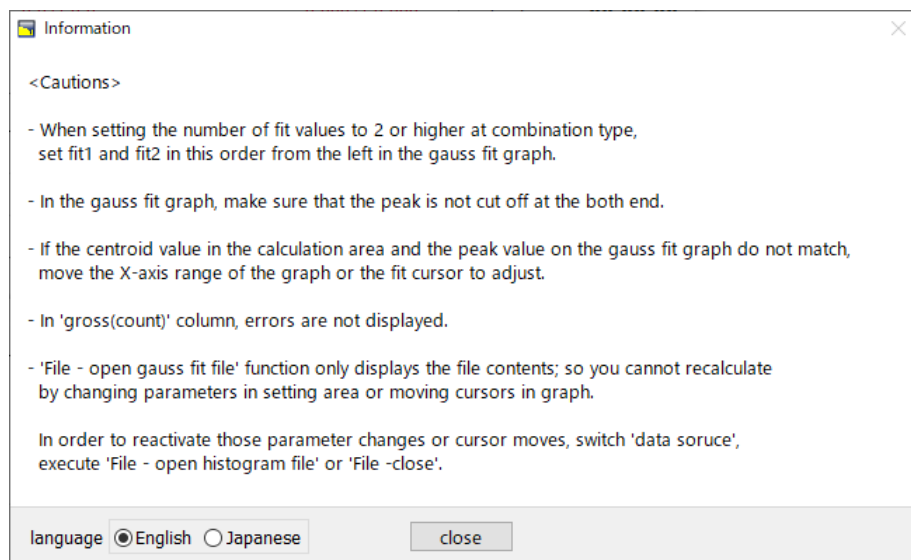 Information
<Cautions>
- When setting the number of fit values to 2 or higher at combination type,
set fit1 and fit2 in this order from the left in the gauss fit graph.
- In the gauss fit graph, make sure that the peak is not cut off at the both end.
- If the centroid value in the calculation area and the peak value on the gauss fit graph do not match,
move the X-axis range of the graph or the fit cursor to adjust.
- In 'gross(count)' column, errors are not displayed.
- 'File - open gauss fit file' function only displays the file contents; so you cannot recalculate
by changing parameters in setting area or moving cursors in graph.
In order to reactivate those parameter changes or cursor moves, switch 'data soruce',
execute 'File - open histogram file' or 'File -close'.
language English Japanese close